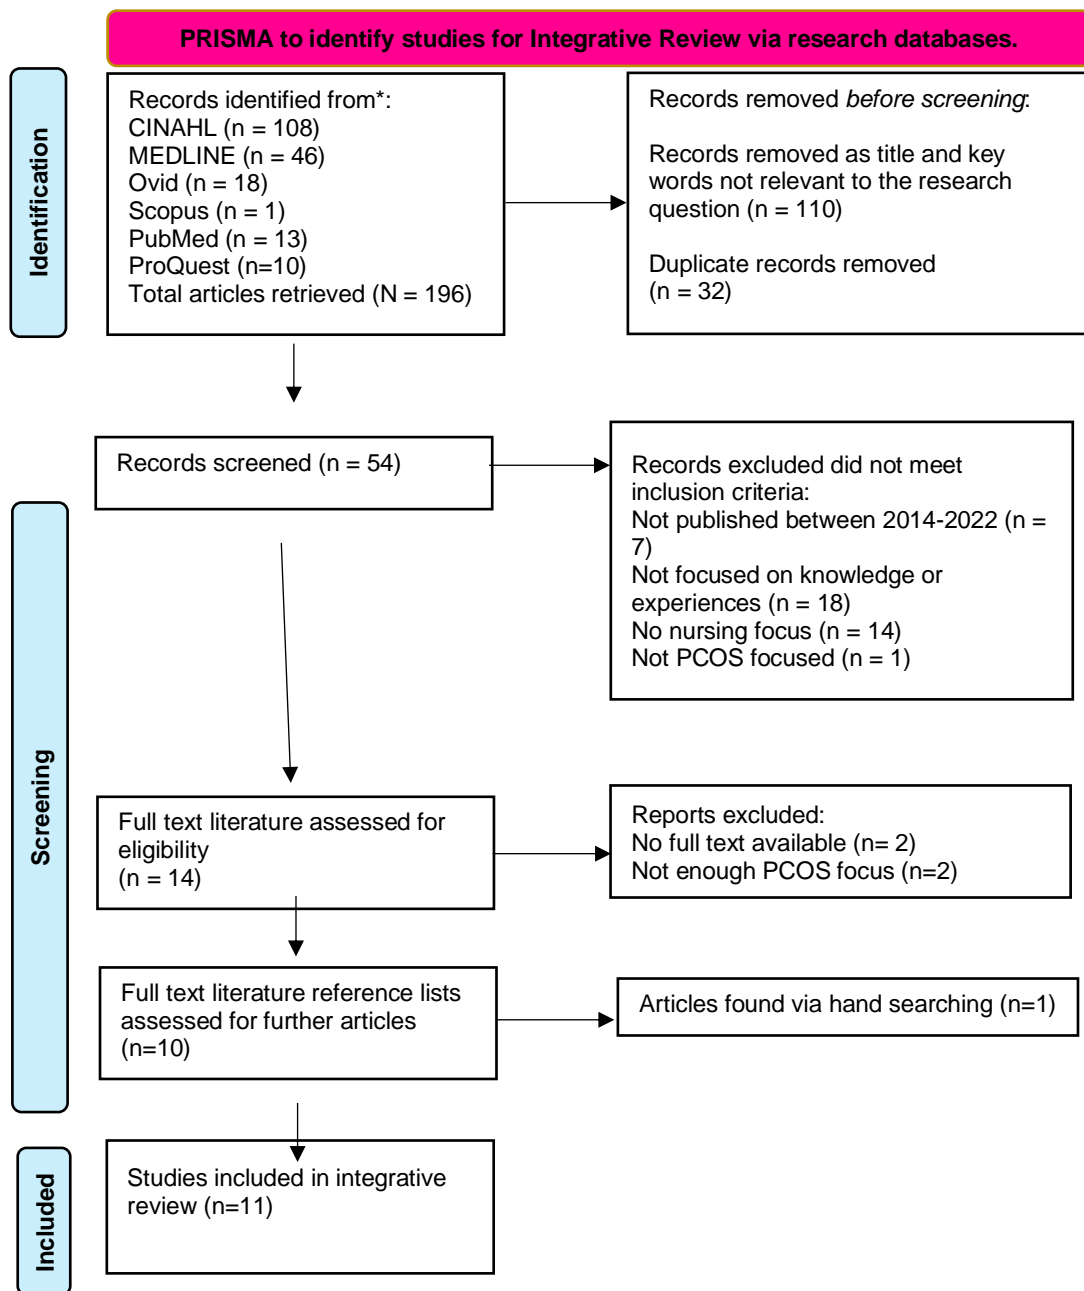 PRISMA to identify studies for Integrative Review via research databases.
Identification
Records identified from*:
CINAHL (n = 108)
MEDLINE (n = 46)
Ovid (n = 18)
Scopus (n = 1)
PubMed (n = 13)
ProQuest (n=10)
Total articles retrieved (N = 196)
Records removed before screening:
Records removed as title and key
words not relevant to the research
question (n = 110)
Duplicate records removed
(n = 32)
Screening
Records screened (n = 54)
Records excluded did not meet
inclusion criteria:
Not published between 2014-2022 (n =
7)
Not focused on knowledge or
experiences (n = 18)
No nursing focus (n = 14)
Not PCOS focused (n = 1)
Full text literature assessed for
eligibility
(n = 14)
Reports excluded:
No full text available (n= 2)
Not enough PCOS focus (n=2)
Full text literature reference lists
assessed for further articles
(n=10)
Articles found via hand searching (n=1)
Included
Studies included in integrative
review (n=11)